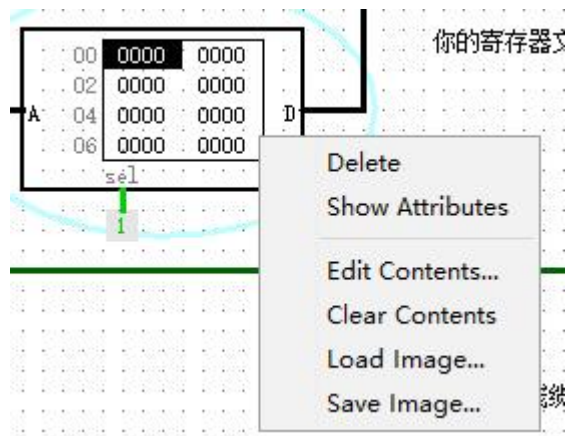 你的寄存器文
00 0000 0000
02 0000 0000
A 04 0000 0000 D
06 0000 0000
sel
1
Delete
Show Attributes
Edit Contents...
Clear Contents
Load Image...
Save Image...